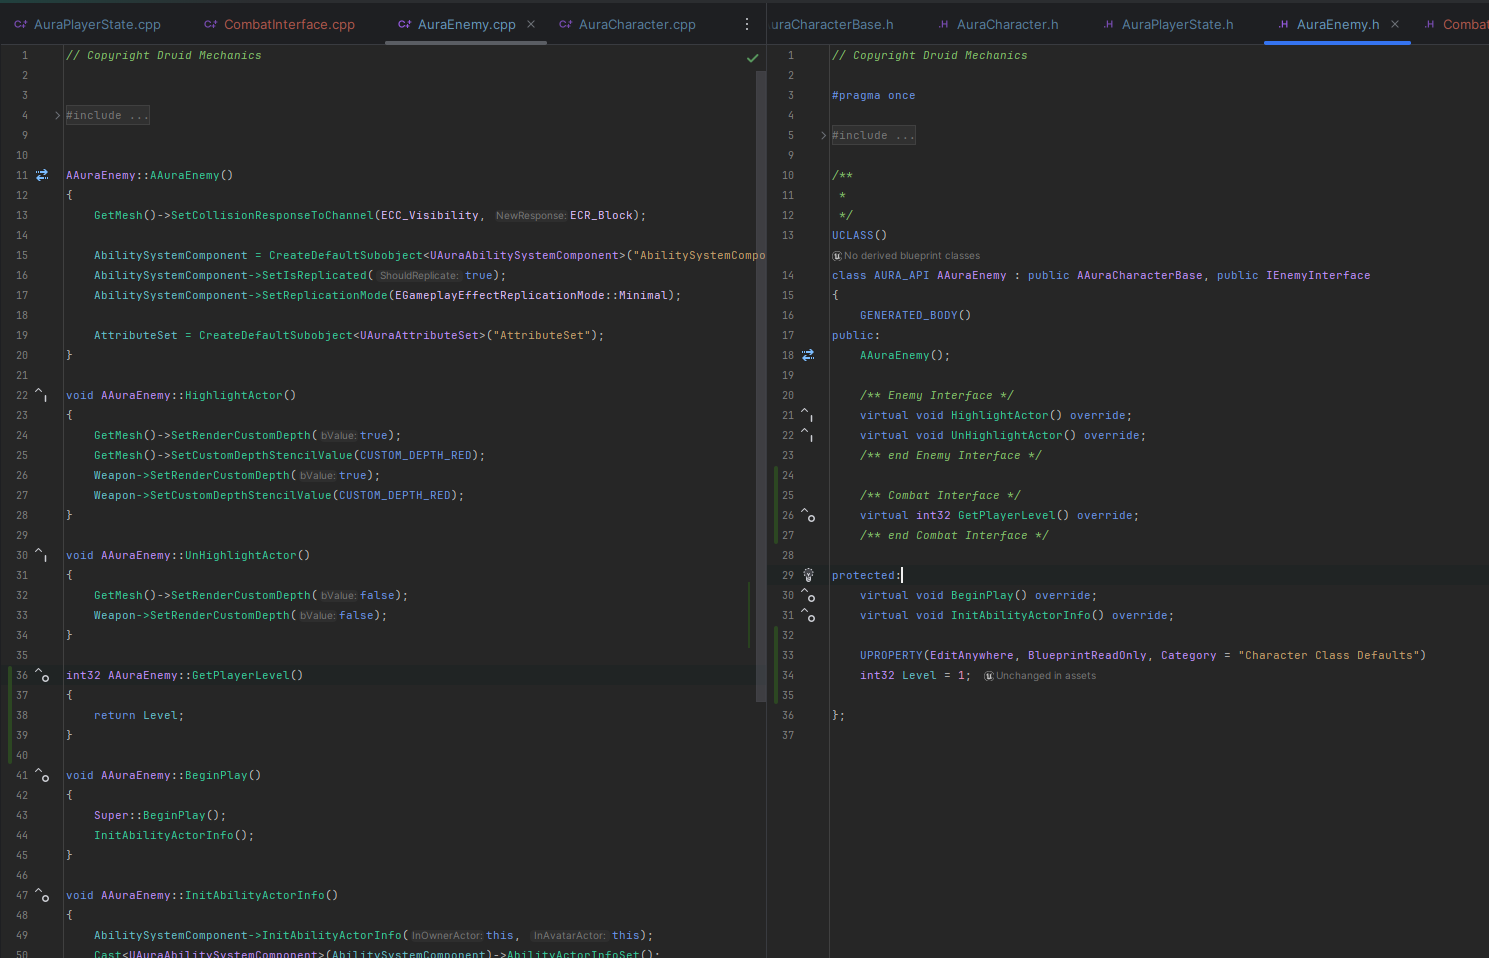 AuraPlayerState.cpp CombatInterface.cpp AuraEnemy.cpp AuraCharacter.cpp
1 // Copyright Druid Mechanics
2
3
4 #include ...
9
10
11 AAuraEnemy::AAuraEnemy()
12 {
13 GetMesh()->SetCollisionResponseToChannel(ECC_Visibility, NewResponse: ECR_Block);
14
15 AbilitySystemComponent = CreateDefaultSubobject<UAuraAbilitySystemComponent>("AbilitySystemCompo
16 AbilitySystemComponent->SetIsReplicated( ShouldReplicate: true);
17 AbilitySystemComponent->SetReplicationMode(EGameplayEffectReplicationMode::Minimal);
18
19 AttributeSet = CreateDefaultSubobject<UAuraAttributeSet>("AttributeSet");
20 }
21
22 void AAuraEnemy::HighlightActor()
23 {
24 GetMesh()->SetRenderCustomDepth( bValue: true);
25 GetMesh()->SetCustomDepthStencilValue(CUSTOM_DEPTH_RED);
26 Weapon->SetRenderCustomDepth( bValue: true);
27 Weapon->SetCustomDepthStencilValue(CUSTOM_DEPTH_RED);
28 }
29
30 void AAuraEnemy::UnHighlightActor()
31 {
32 GetMesh()->SetRenderCustomDepth( bValue: false);
33 Weapon->SetRenderCustomDepth( bValue: false);
34 }
35
36 int32 AAuraEnemy::GetPlayerLevel()
37 {
38 return Level;
39 }
40
41 void AAuraEnemy::BeginPlay()
42 {
43 Super::BeginPlay();
44 InitAbilityActorInfo();
45 }
46
47 void AAuraEnemy::InitAbilityActorInfo()
48 {
49 AbilitySystemComponent->InitAbilityActorInfo( InOwnerActor: this, InAvatarActor: this);
50 Cast<UAuraAbilitySystemComponent>(AbilitySystemComponent)->AbilityActorInfoSet();
uraCharacterBase.h .H AuraCharacter.h .H AuraPlayerState.h .H AuraEnemy.h .H Combat
1 // Copyright Druid Mechanics
2
3 #pragma once
4
5 #include ...
9
10 /**
11 *
12 */
13 UCLASS()
No derived blueprint classes
14 class AURA_API AAuraEnemy : public AAuraCharacterBase, public IEnemyInterface
15 {
16 GENERATED_BODY()
17 public:
18 AAuraEnemy();
19
20 /** Enemy Interface */
21 virtual void HighlightActor() override;
22 virtual void UnHighlightActor() override;
23 /** end Enemy Interface */
24
25 /** Combat Interface */
26 virtual int32 GetPlayerLevel() override;
27 /** end Combat Interface */
28
29 protected:
30 virtual void BeginPlay() override;
31 virtual void InitAbilityActorInfo() override;
32
33 UPROPERTY(EditAnywhere, BlueprintReadOnly, Category = "Character Class Defaults")
34 int32 Level = 1; Unchanged in assets
35
36 };
37